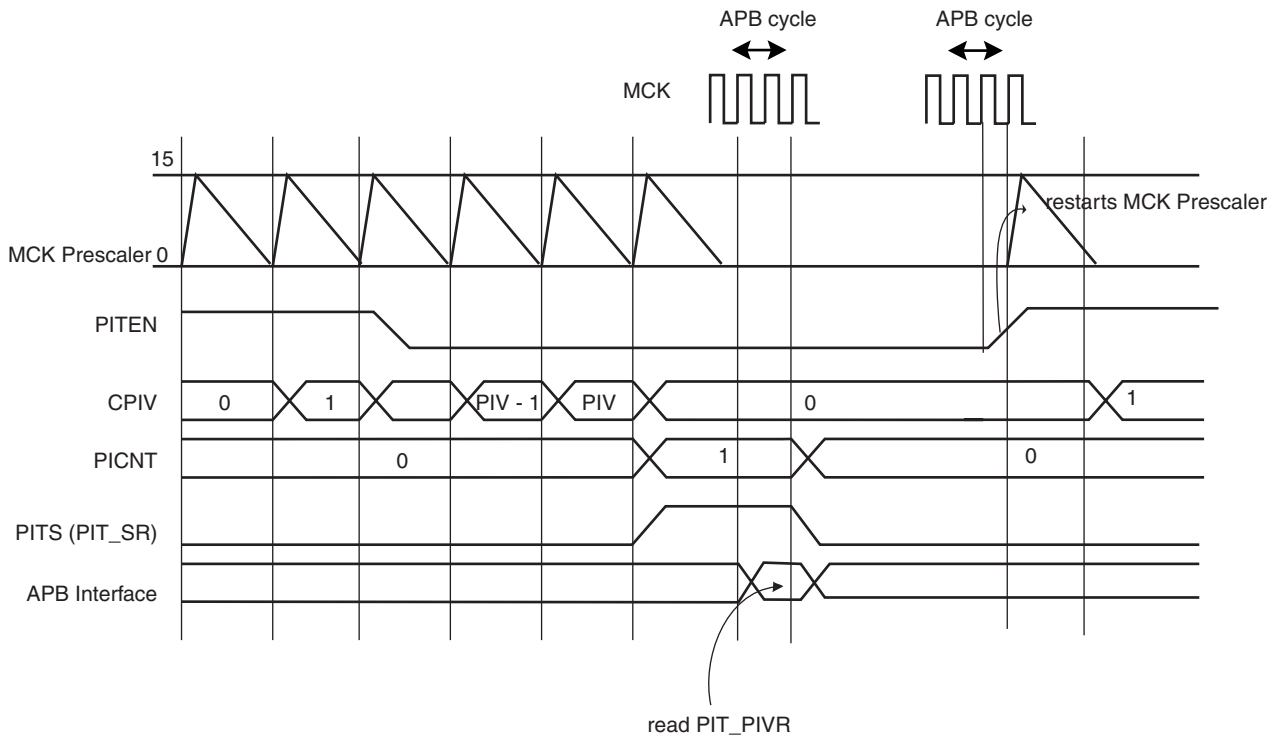 APB cycle APB cycle
MCK
15
restarts MCK Prescaler
MCK Prescaler 0
PITEN
CPIV 0 1 PIV - 1 PIV 0 1
PICNT 0 1 0
PITS (PIT_SR)
APB Interface
read PIT_PIVR